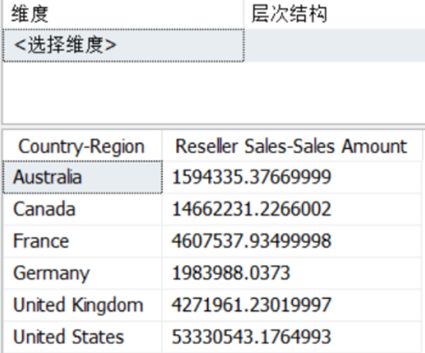 维度 层次结构
<选择维度>
Country-Region Reseller Sales-Sales Amount
Australia 1594335.37669999
Canada 14662231.2266002
France 4607537.93499998
Germany 1983988.0373
United Kingdom 4271961.23019997
United States 53330543.1764993